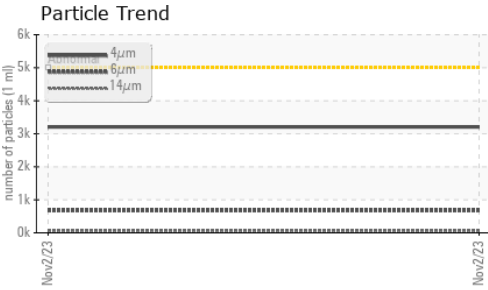 Particle Trend
number of particles (1 ml)
6k
5k
4k
3k
2k
1k
0k
Abnormal
4µm
6µm
14µm
Nov2/23
Nov2/23